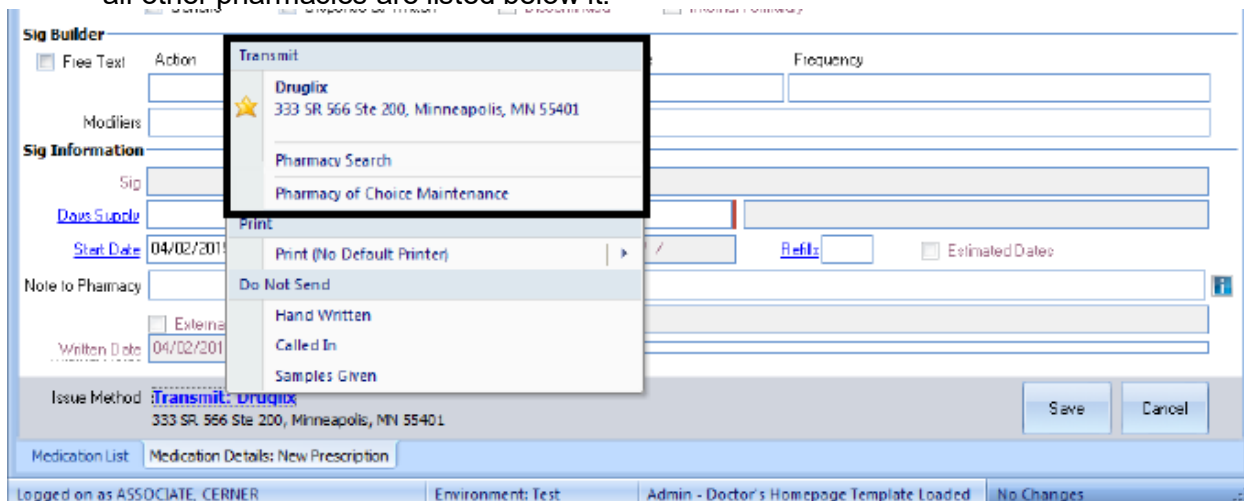 all other pharmacies are listed below it.
Sig Builder
Free Text Action Transmit Frequency
Druglix
333 SR 566 Ste 200, Minneapolis, MN 55401
Modifiers
Pharmacy Search
Sig Information
Sig
Pharmacy of Choice Maintenance
Days Supply
Print
Start Date 04/02/201 Print (No Default Printer) / Refills Estimated Dates
Note to Pharmacy Do Not Send
Hand Written
Externa
Called In
Written Date 04/02/201
Samples Given
Issue Method Transmit: Druglix Save Cancel
333 SR 566 Ste 200, Minneapolis, MN 55401
Medication List Medication Details: New Prescription
Logged on as ASSOCIATE, CERNER Environment: Test Admin - Doctor's Homepage Template Loaded No Changes